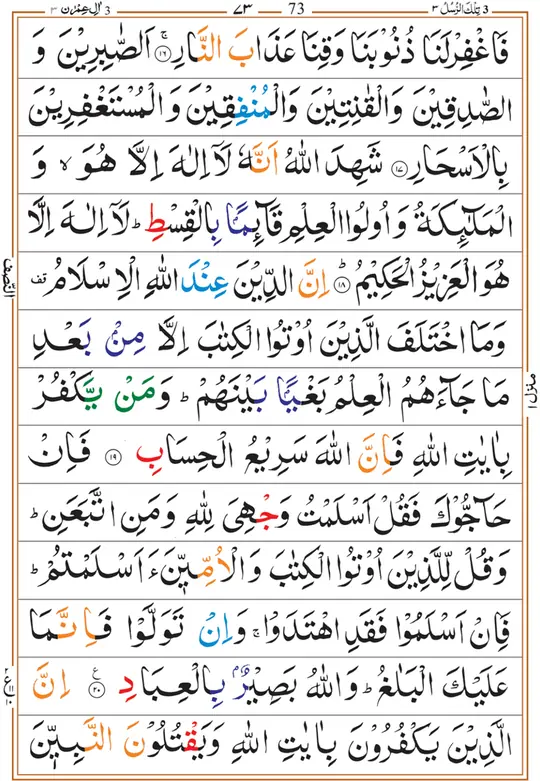 3 تِلْكَ الرُّسُلُ ٣
73
٧٣
3 اٰلِ عِمْرٰن ٣
فَاغْفِرْلَنَا ذُنُوْبَنَا وَقِنَا عَذَابَ النَّارِ ۚ ١٦ اَلصّٰبِرِيْنَ وَ
الصّٰدِقِيْنَ وَالْقٰنِتِيْنَ وَالْمُنْفِقِيْنَ وَالْمُسْتَغْفِرِيْنَ
بِالْاَسْحَارِ ١٧ شَهِدَ اللّٰهُ اَنَّهٗ لَاۤ اِلٰهَ اِلَّا هُوَ ۙ وَ
الْمَلٰٓئِكَةُ وَاُولُوا الْعِلْمِ قَآئِمًۢا بِالْقِسْطِ ؕ لَاۤ اِلٰهَ اِلَّا
هُوَ الْعَزِيْزُ الْحَكِيْمُ ؕ ١٨ اِنَّ الدِّيْنَ عِنْدَ اللّٰهِ الْاِسْلَامُ قف
وَمَا اخْتَلَفَ الَّذِيْنَ اُوْتُوا الْكِتٰبَ اِلَّا مِنْۢ بَعْدِ
مَا جَآءَهُمُ الْعِلْمُ بَغْيًۢا بَيْنَهُمْ ؕ وَمَنْ يَّكْفُرْ
بِاٰيٰتِ اللّٰهِ فَاِنَّ اللّٰهَ سَرِيْعُ الْحِسَابِ ١٩ فَاِنْ
حَآجُّوْكَ فَقُلْ اَسْلَمْتُ وَجْهِىَ لِلّٰهِ وَمَنِ اتَّبَعَنِ ؕ
وَقُلْ لِّلَّذِيْنَ اُوْتُوا الْكِتٰبَ وَالْاُمِّيّٖنَ ءَاَسْلَمْتُمْ ؕ
فَاِنْ اَسْلَمُوْا فَقَدِ اهْتَدَوْا ۚ وَاِنْ تَوَلَّوْا فَاِنَّمَا
عَلَيْكَ الْبَلٰغُ ؕ وَاللّٰهُ بَصِيْرٌۢ بِالْعِبَادِ ٢٠ ع اِنَّ
الَّذِيْنَ يَكْفُرُوْنَ بِاٰيٰتِ اللّٰهِ وَيَقْتُلُوْنَ النَّبِيّٖنَ
النّصف
منزل ١